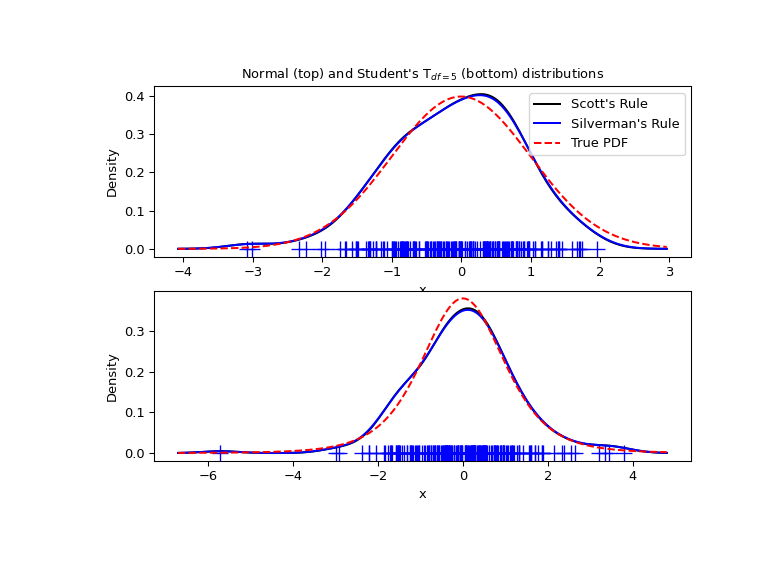 Normal (top) and Student's T$_{df=5}$ (bottom) distributions
0.4
0.3
0.2
0.1
0.0
Density
Scott's Rule
Silverman's Rule
True PDF
−4 −3 −2 −1 0 1 2 3
x
0.3
0.2
0.1
0.0
Density
−6 −4 −2 0 2 4
x